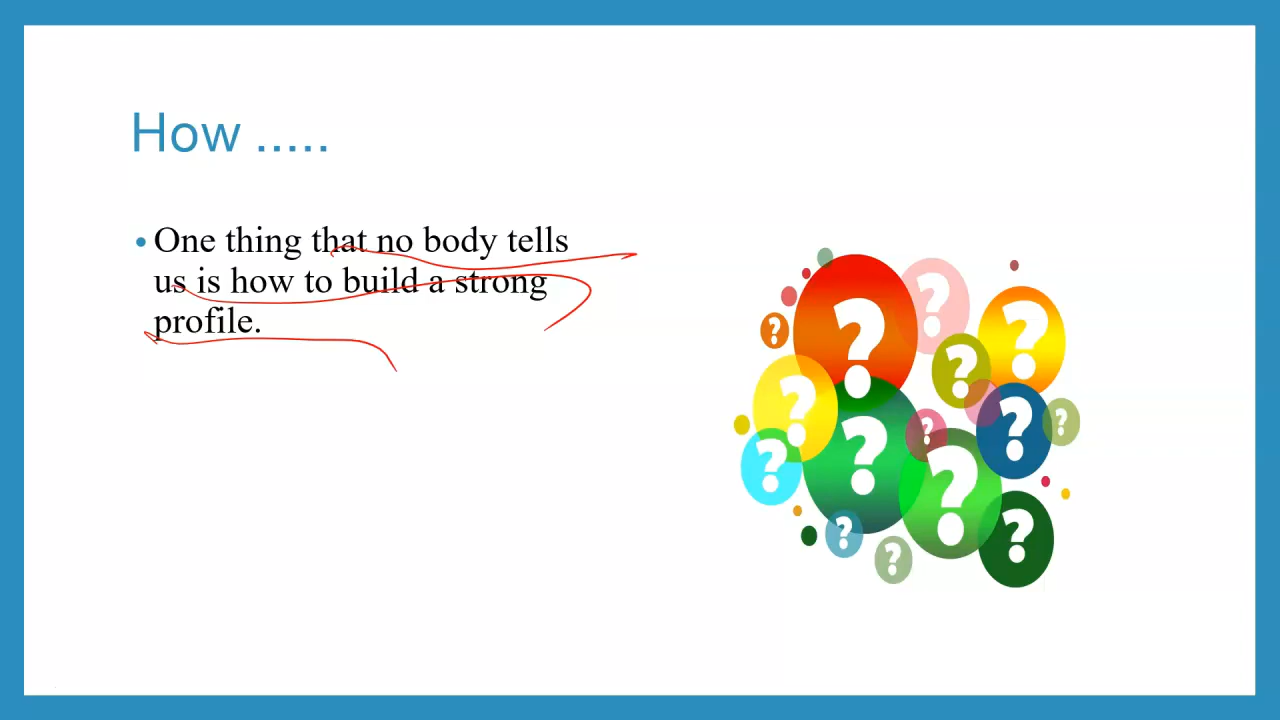 How .....
• One thing that no body tells
us is how to build a strong
profile.
? ? ? ? ? ? ? ? ? ? ? ? ? ? ?